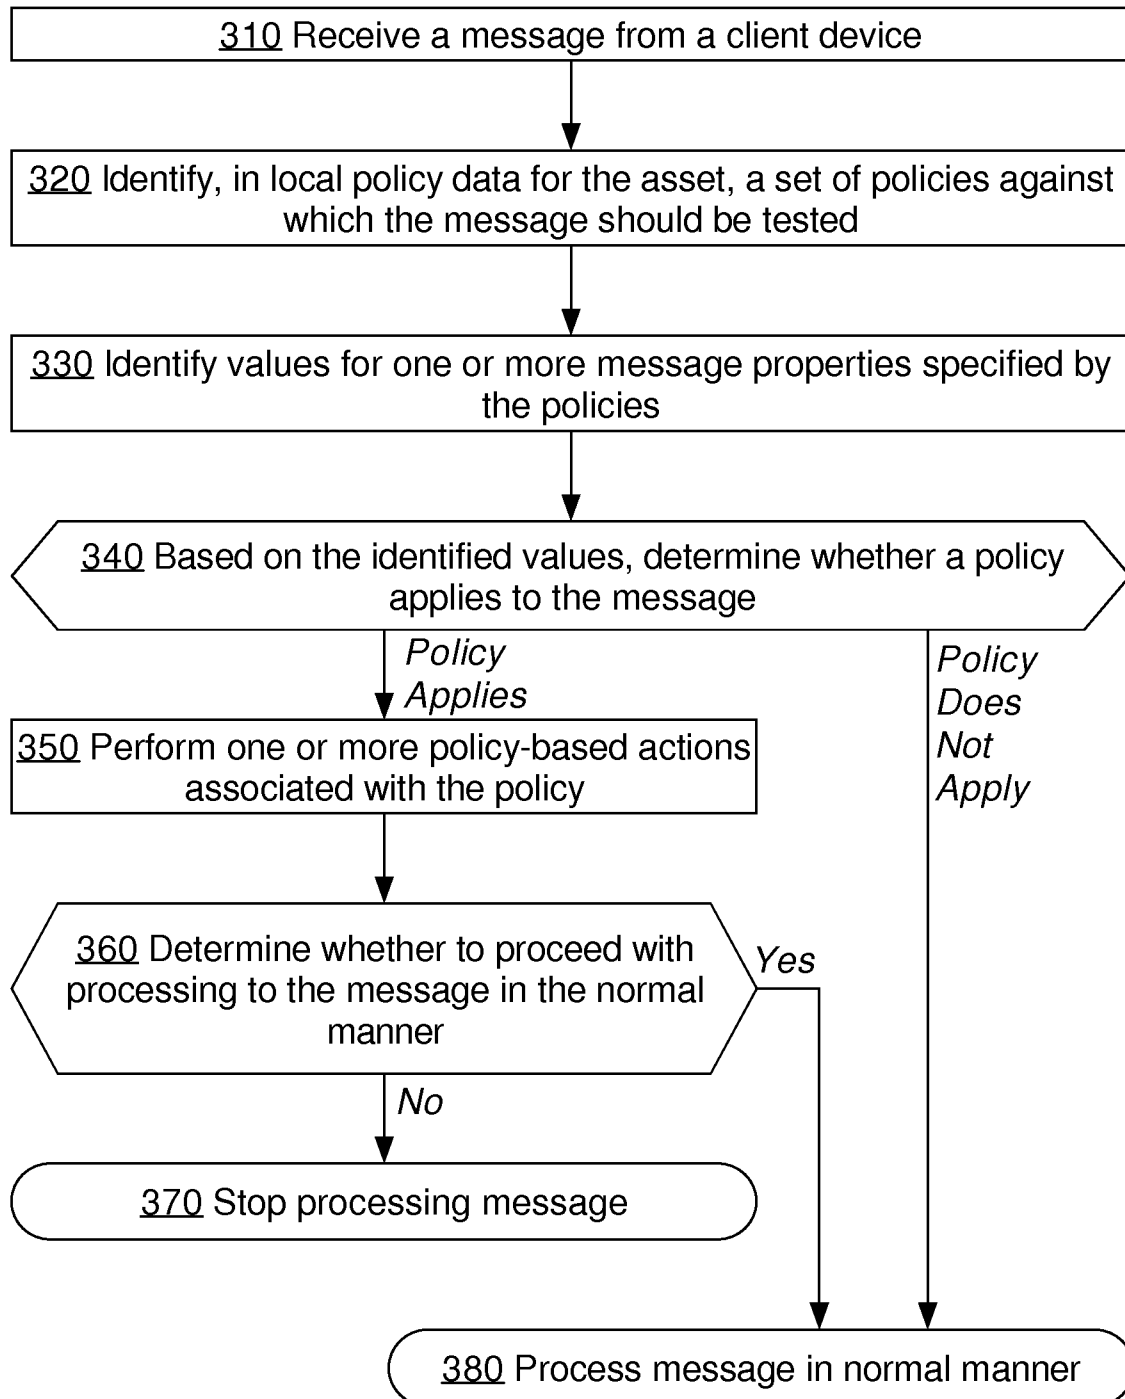 310 Receive a message from a client device
320 Identify, in local policy data for the asset, a set of policies against
which the message should be tested
330 Identify values for one or more message properties specified by
the policies
340 Based on the identified values, determine whether a policy
applies to the message
Policy
Applies
Policy
Does
Not
Apply
350 Perform one or more policy-based actions
associated with the policy
360 Determine whether to proceed with
processing to the message in the normal
manner
Yes
No
370 Stop processing message
380 Process message in normal manner